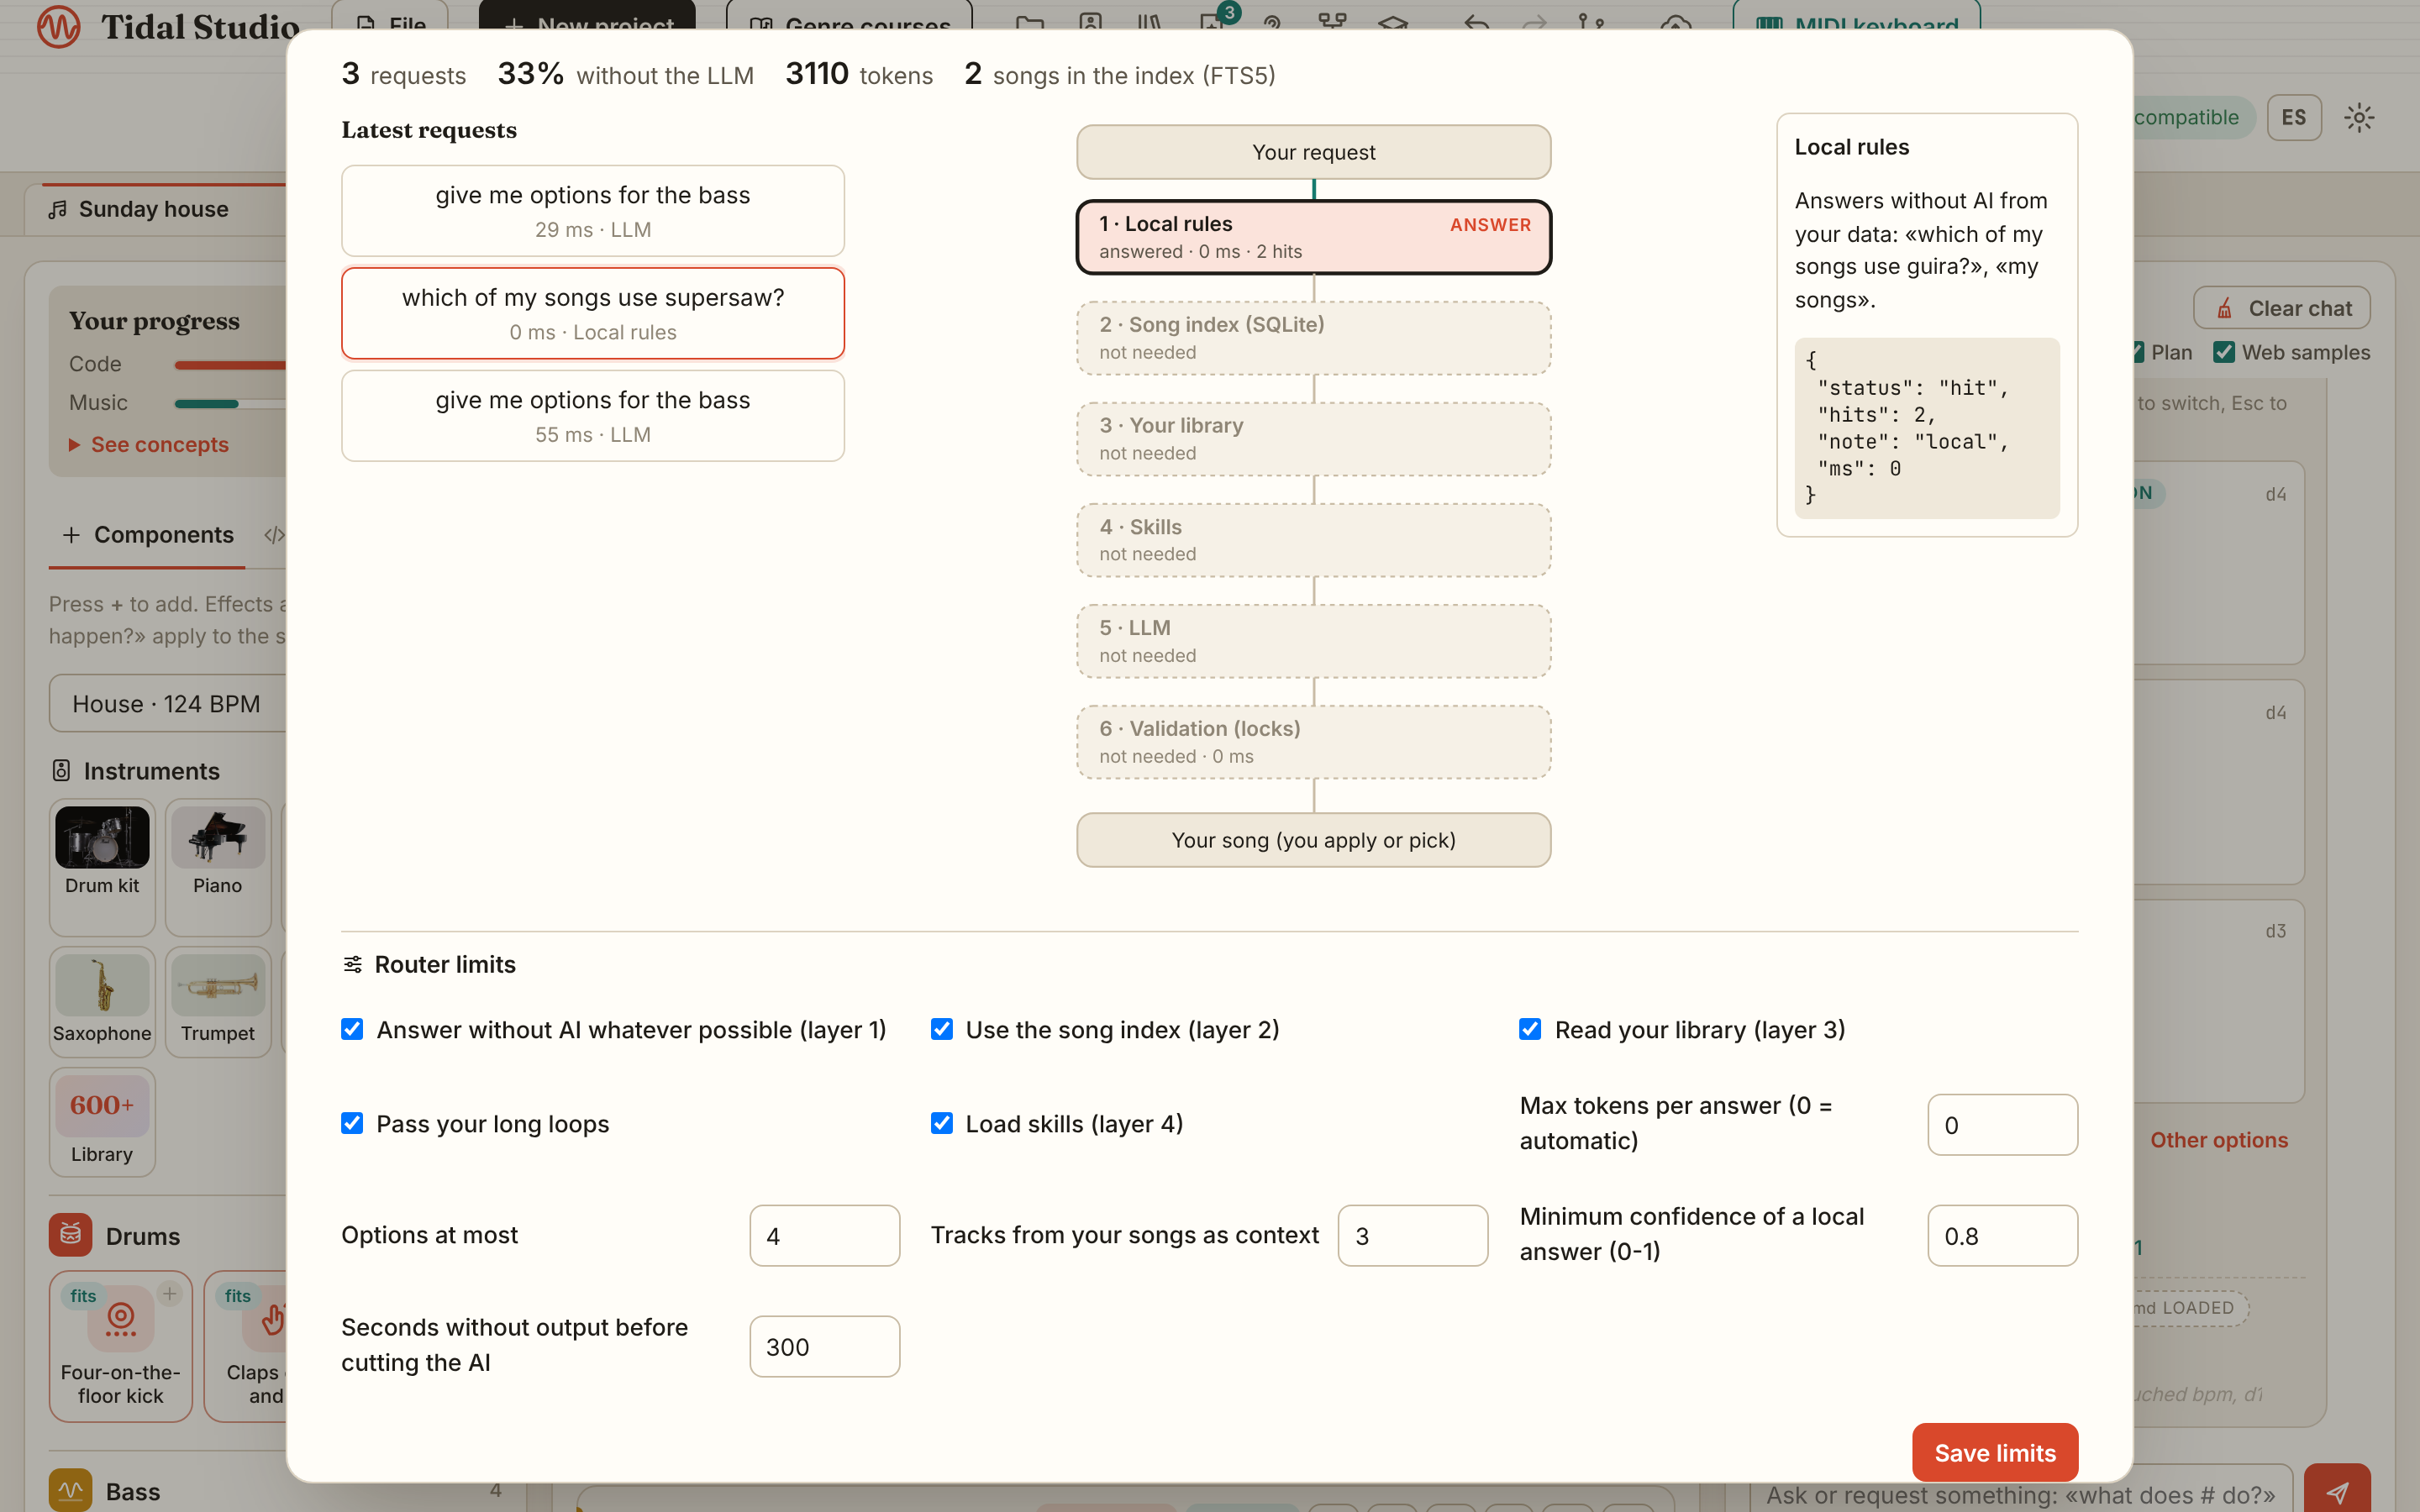 Tidal Studio
File
New project
Genre courses
3
MIDI keyboard
3 requests 33% without the LLM 3110 tokens 2 songs in the index (FTS5)
compatible
ES
Latest requests
give me options for the bass
29 ms · LLM
which of my songs use supersaw?
0 ms · Local rules
give me options for the bass
55 ms · LLM
Your request
1 · Local rules
ANSWER
answered · 0 ms · 2 hits
2 · Song index (SQLite)
not needed
3 · Your library
not needed
4 · Skills
not needed
5 · LLM
not needed
6 · Validation (locks)
not needed · 0 ms
Your song (you apply or pick)
Local rules
Answers without AI from
your data: «which of my
songs use guira?», «my
songs».
{
"status": "hit",
"hits": 2,
"note": "local",
"ms": 0
}
Router limits
Answer without AI whatever possible (layer 1)
Use the song index (layer 2)
Read your library (layer 3)
Pass your long loops
Load skills (layer 4)
Max tokens per answer (0 =
automatic)
0
Options at most
4
Tracks from your songs as context
3
Minimum confidence of a local
answer (0-1)
0.8
Seconds without output before
cutting the AI
300
Save limits
Sunday house
Your progress
Code
Music
See concepts
Components
Press + to add. Effects
happen?» apply to the
House · 124 BPM
Instruments
Drum kit
Piano
Saxophone
Trumpet
600+
Library
Drums
fits
Four-on-the-
floor kick
fits
Claps
and
Bass
4
Clear chat
Plan
Web samples
to switch, Esc to
d4
d4
d3
Other options
LOADED
bpm,
Ask or request something: «what does # do?»